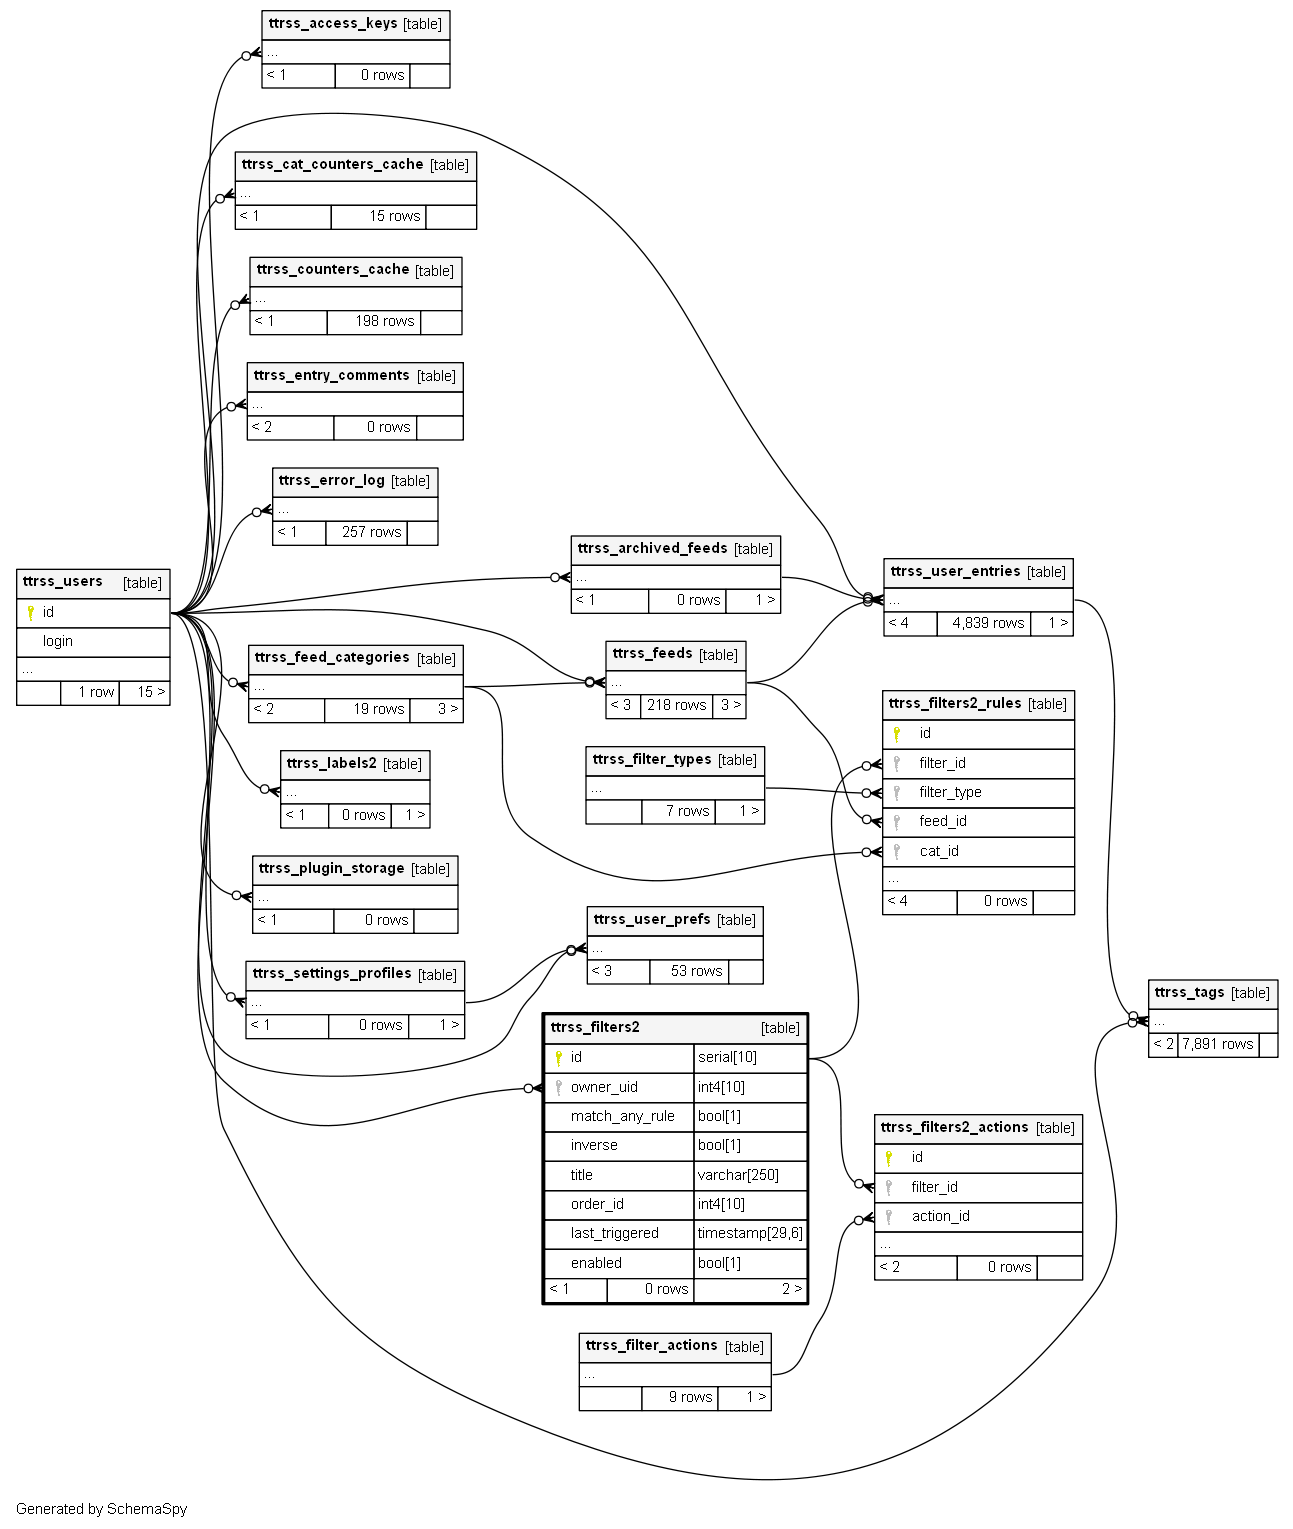 ttrss_access_keys [table]
...
< 1 0 rows
ttrss_cat_counters_cache [table]
...
< 1 15 rows
ttrss_counters_cache [table]
...
< 1 198 rows
ttrss_entry_comments [table]
...
< 2 0 rows
ttrss_error_log [table]
...
< 1 257 rows
ttrss_users [table]
id
login
...
1 row 15 >
ttrss_feed_categories [table]
...
< 2 19 rows 3 >
ttrss_labels2 [table]
...
< 1 0 rows 1 >
ttrss_plugin_storage [table]
...
< 1 0 rows
ttrss_settings_profiles [table]
...
< 1 0 rows 1 >
ttrss_archived_feeds [table]
...
< 1 0 rows 1 >
ttrss_feeds [table]
...
< 3 218 rows 3 >
ttrss_filter_types [table]
...
7 rows 1 >
ttrss_user_prefs [table]
...
< 3 53 rows
ttrss_filters2 [table]
id serial[10]
owner_uid int4[10]
match_any_rule bool[1]
inverse bool[1]
title varchar[250]
order_id int4[10]
last_triggered timestamp[29,6]
enabled bool[1]
< 1 0 rows 2 >
ttrss_filter_actions [table]
...
9 rows 1 >
ttrss_user_entries [table]
...
< 4 4,839 rows 1 >
ttrss_filters2_rules [table]
id
filter_id
filter_type
feed_id
cat_id
...
< 4 0 rows
ttrss_tags [table]
...
< 2 7,891 rows
ttrss_filters2_actions [table]
id
filter_id
action_id
...
< 2 0 rows
Generated by SchemaSpy